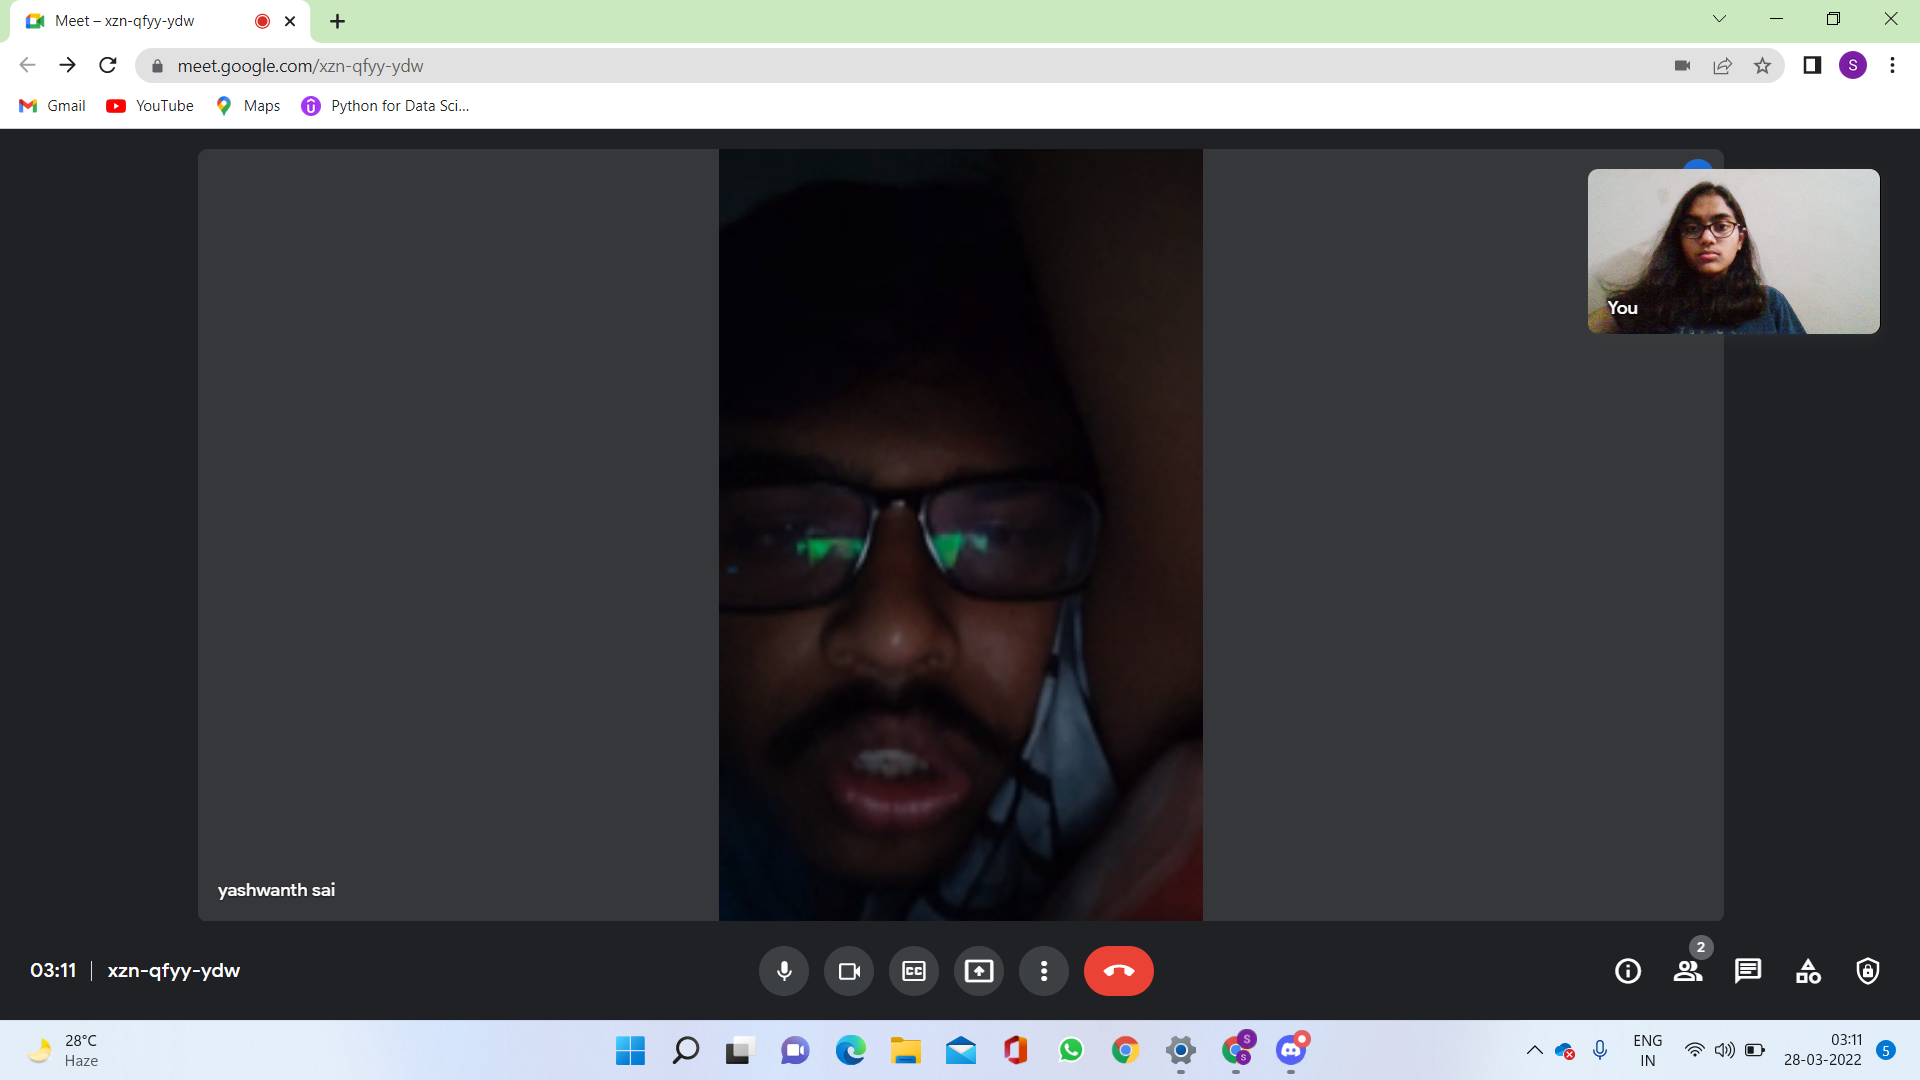 Meet – xzn-qfyy-ydw
meet.google.com/xzn-qfyy-ydw
S
Gmail
YouTube
Maps
Python for Data Sci...
You
yashwanth sai
03:11
xzn-qfyy-ydw
CC
2
28°C
Haze
S
S
ENG
IN
03:11
28-03-2022
5